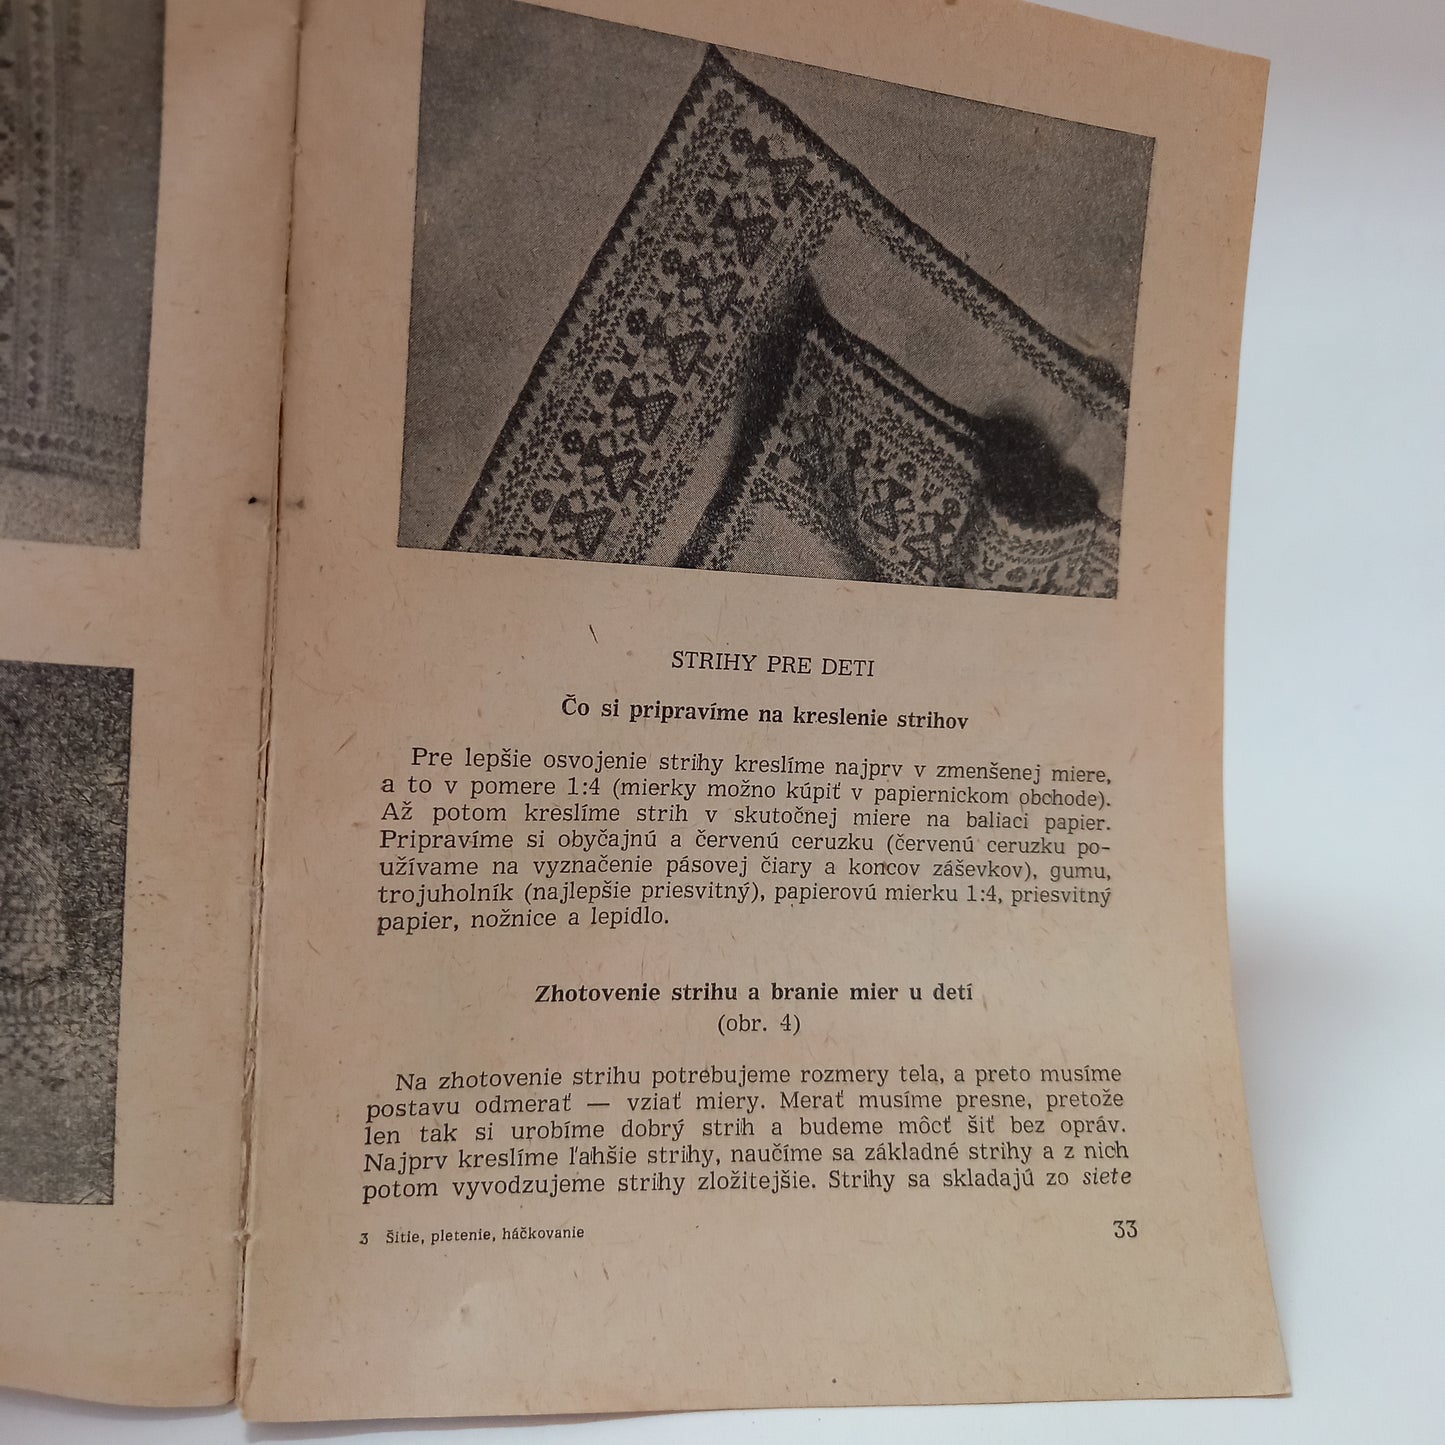 STRIHY PRE DETI
Čo si pripravíme na kreslenie strihov
Pre lepšie osvojenie strihy kreslíme najprv v zmenšenej miere,
a to v pomere 1:4 (mierky možno kúpiť v papiernickom obchode).
Až potom kreslíme strih v skutočnej miere na baliaci papier.
Pripravíme si obyčajnú a červenú ceruzku (červenú ceruzku po-
užívame na vyznačenie pásovej čiary a koncov záševkov), gumu,
trojuholník (najlepšie priesvitný), papierovú mierku 1:4, priesvitný
papier, nožnice a lepidlo.
Zhotovenie strihu a branie mier u detí
(obr. 4)
Na zhotovenie strihu potrebujeme rozmery tela, a preto musíme
postavu odmerať — vziať miery. Merať musíme presne, pretože
len tak si urobíme dobrý strih a budeme môcť šiť bez opráv.
Najprv kreslíme ľahšie strihy, naučíme sa základné strihy a z nich
potom vyvodzujeme strihy zložitejšie. Strihy sa skladajú zo siete
3 Šitie, pletenie, háčkovanie
33